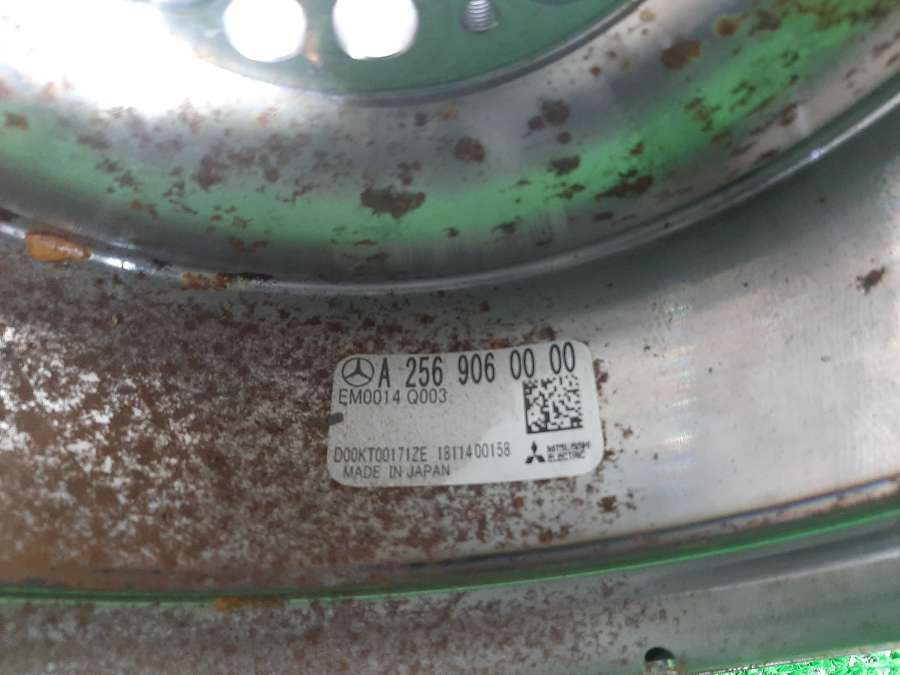 A 256 906 00 00
EM0014 Q003
D00KT00171ZE 1811400158
MITSUBISHI
ELECTRIC
MADE IN JAPAN